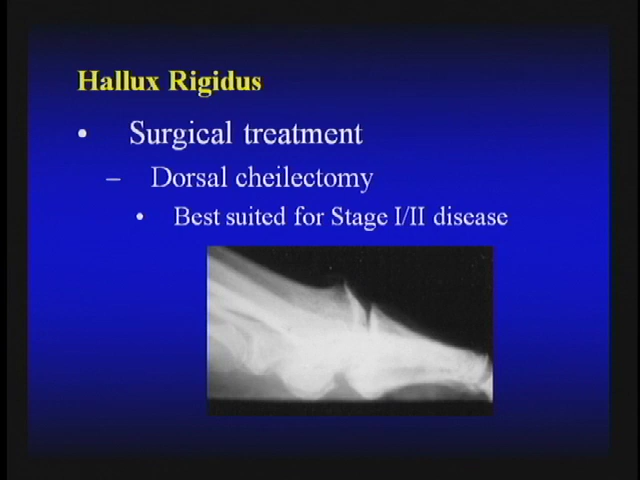 Hallux Rigidus
• Surgical treatment
– Dorsal cheilectomy
• Best suited for Stage I/II disease